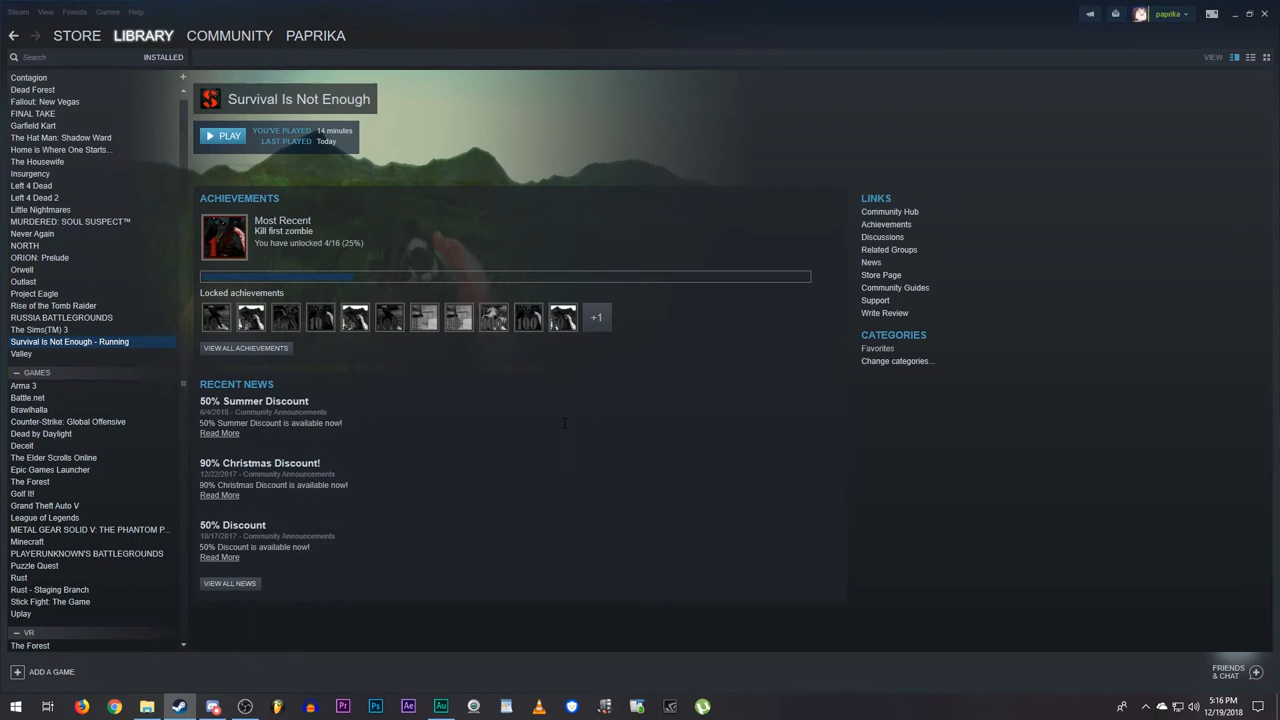 Steam View Friends Games Help
paprika
STORE LIBRARY COMMUNITY PAPRIKA
Search INSTALLED
VIEW
Contagion
Dead Forest
Fallout: New Vegas
FINAL TAKE
Garfield Kart
The Hat Man: Shadow Ward
Home is Where One Starts...
The Housewife
Insurgency
Left 4 Dead
Left 4 Dead 2
Little Nightmares
MURDERED: SOUL SUSPECT™
Never Again
NORTH
ORION: Prelude
Orwell
Outlast
Project Eagle
Rise of the Tomb Raider
RUSSIA BATTLEGROUNDS
The Sims(TM) 3
Survival Is Not Enough - Running
Valley
GAMES
Arma 3
Battle.net
Brawlhalla
Counter-Strike: Global Offensive
Dead by Daylight
Deceit
The Elder Scrolls Online
Epic Games Launcher
The Forest
Golf It!
Grand Theft Auto V
League of Legends
METAL GEAR SOLID V: THE PHANTOM P...
Minecraft
PLAYERUNKNOWN'S BATTLEGROUNDS
Puzzle Quest
Rust
Rust - Staging Branch
Stick Fight: The Game
Uplay
VR
The Forest
ADD A GAME
Survival Is Not Enough
PLAY
YOU'VE PLAYED 14 minutes
LAST PLAYED Today
ACHIEVEMENTS
Most Recent
Kill first zombie
You have unlocked 4/16 (25%)
Locked achievements
+1
VIEW ALL ACHIEVEMENTS
RECENT NEWS
50% Summer Discount
6/4/2018 - Community Announcements
50% Summer Discount is available now!
Read More
90% Christmas Discount!
12/22/2017 - Community Announcements
90% Christmas Discount is available now!
Read More
50% Discount
10/17/2017 - Community Announcements
50% Discount is available now!
Read More
VIEW ALL NEWS
LINKS
Community Hub
Achievements
Discussions
Related Groups
News
Store Page
Community Guides
Support
Write Review
CATEGORIES
Favorites
Change categories...
FRIENDS
& CHAT
Pr Ps Ae Au
5:16 PM
12/19/2018